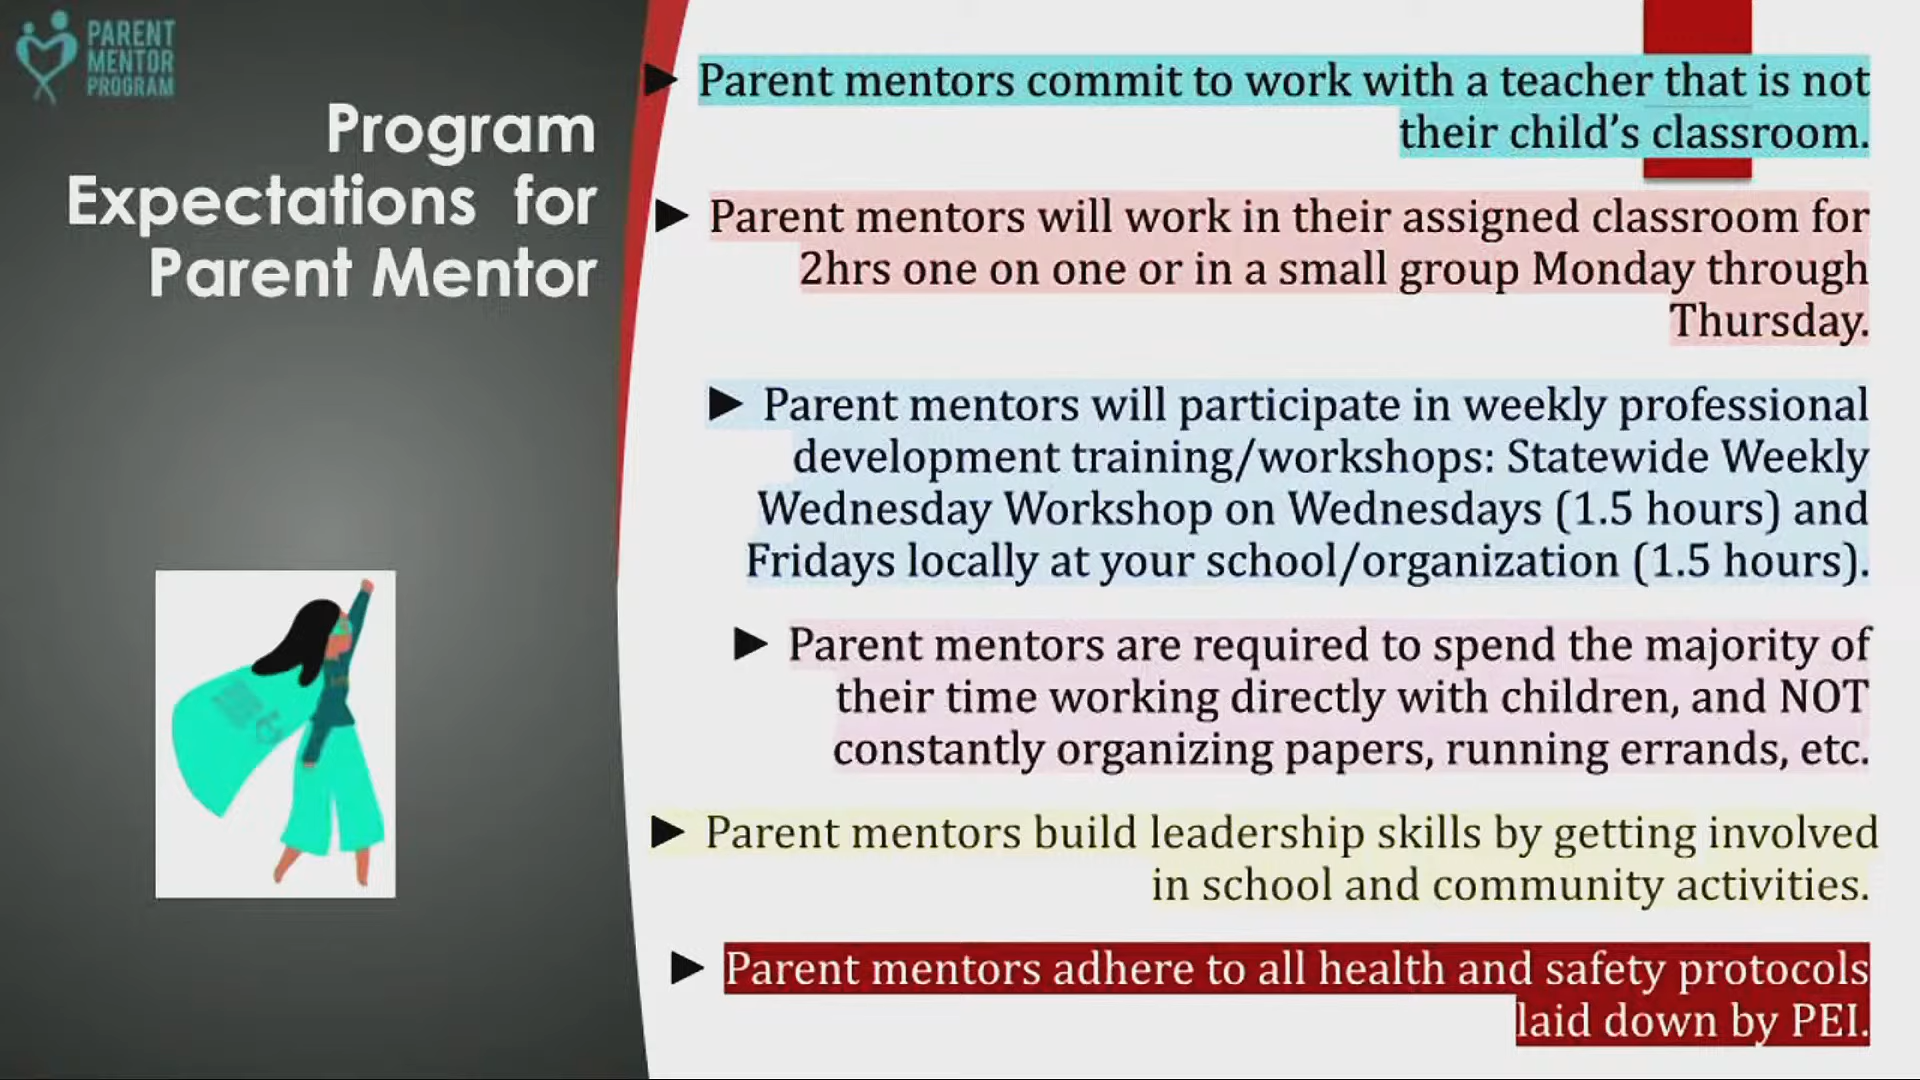 PARENT
MENTOR
PROGRAM
Program
Expectations for
Parent Mentor
Parent mentors commit to work with a teacher that is not
their child’s classroom.
Parent mentors will work in their assigned classroom for
2hrs one on one or in a small group Monday through
Thursday.
Parent mentors will participate in weekly professional
development training/workshops: Statewide Weekly
Wednesday Workshop on Wednesdays (1.5 hours) and
Fridays locally at your school/organization (1.5 hours).
Parent mentors are required to spend the majority of
their time working directly with children, and NOT
constantly organizing papers, running errands, etc.
Parent mentors build leadership skills by getting involved
in school and community activities.
Parent mentors adhere to all health and safety protocols
laid down by PEI.